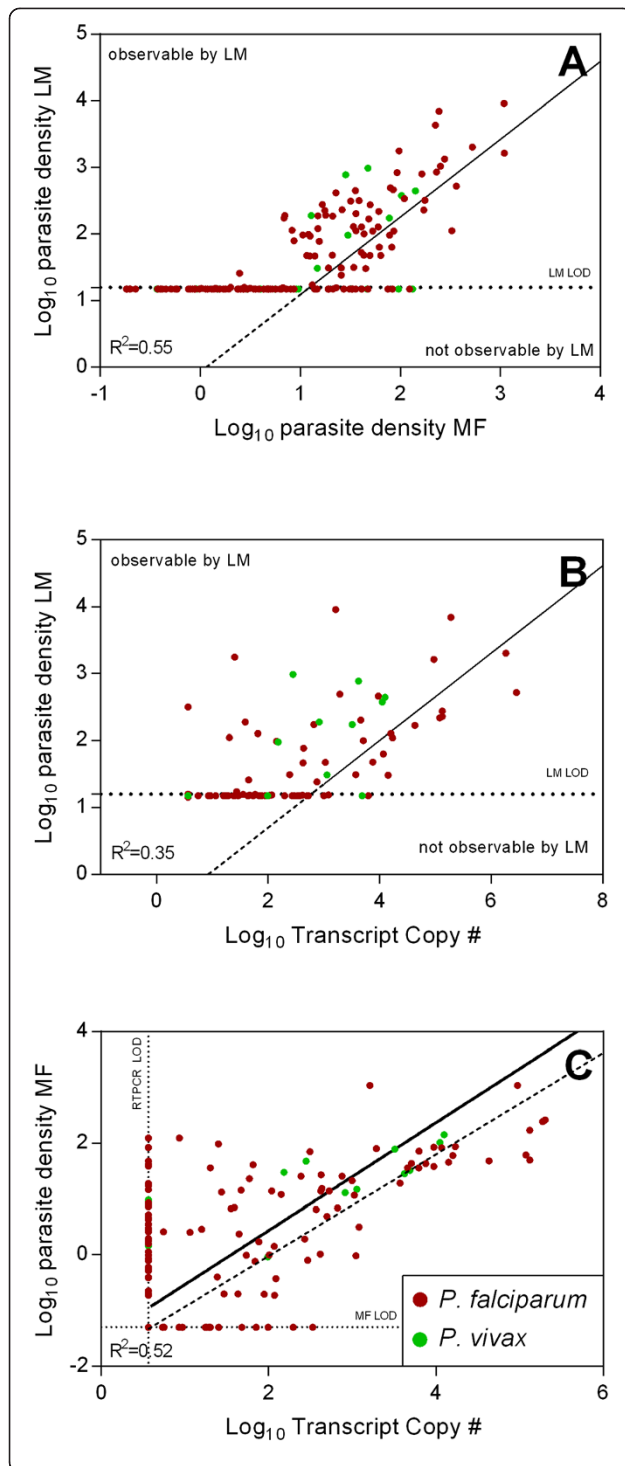 observable by LM
A
5
4
3
2
1
0
Log10 parasite density LM
LM LOD
R2=0.55
not observable by LM
-1
0
1
2
3
4
Log10 parasite density MF
observable by LM
B
5
4
3
2
1
0
Log10 parasite density LM
LM LOD
R2=0.35
not observable by LM
0
2
4
6
8
Log10 Transcript Copy #
C
4
2
0
-2
Log10 parasite density MF
RTPCR LOD
MF LOD
P. falciparum
P. vivax
R2=0.52
0
2
4
6
Log10 Transcript Copy #